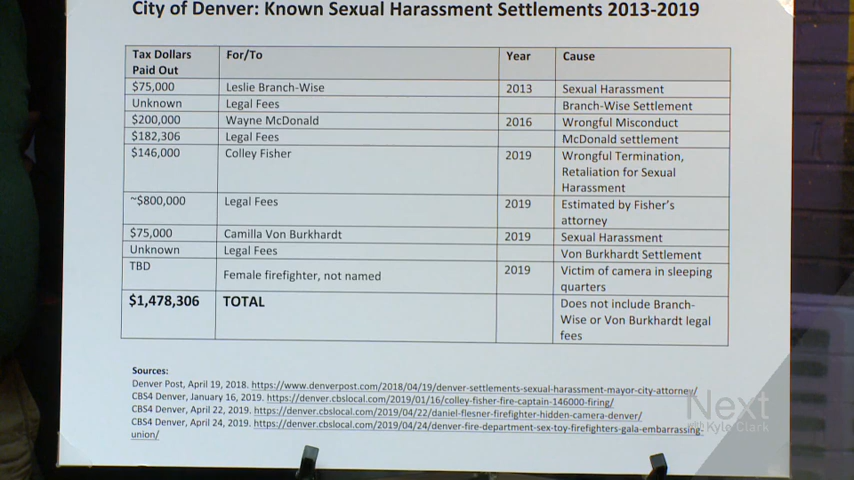 City of Denver: Known Sexual Harassment Settlements 2013-2019
Tax Dollars Paid Out For/To Year Cause
$75,000 Leslie Branch-Wise 2013 Sexual Harassment
Unknown Legal Fees Branch-Wise Settlement
$200,000 Wayne McDonald 2016 Wrongful Misconduct
$182,306 Legal Fees McDonald settlement
$146,000 Colley Fisher 2019 Wrongful Termination,
Retaliation for Sexual
Harassment
~$800,000 Legal Fees 2019 Estimated by Fisher's
attorney
$75,000 Camilla Von Burkhardt 2019 Sexual Harassment
Unknown Legal Fees Von Burkhardt Settlement
TBD Female firefighter, not named 2019 Victim of camera in sleeping
quarters
$1,478,306 TOTAL Does not include Branch-
Wise or Von Burkhardt legal
fees
Sources:
Denver Post, April 19, 2018. https://www.denverpost.com/2018/04/19/denver-settlements-sexual-harassment-mayor-city-attorney/
CBS4 Denver, January 16, 2019. https://denver.cbslocal.com/2019/01/16/colley-fisher-fire-captain-146000-firing/
CBS4 Denver, April 22, 2019. https://denver.cbslocal.com/2019/04/22/daniel-flesner-firefighter-hidden-camera-denver/
CBS4 Denver, April 24, 2019. https://denver.cbslocal.com/2019/04/24/denver-fire-department-sex-toy-firefighters-gala-embarrassing-
union/
Next
with Kyle Clark